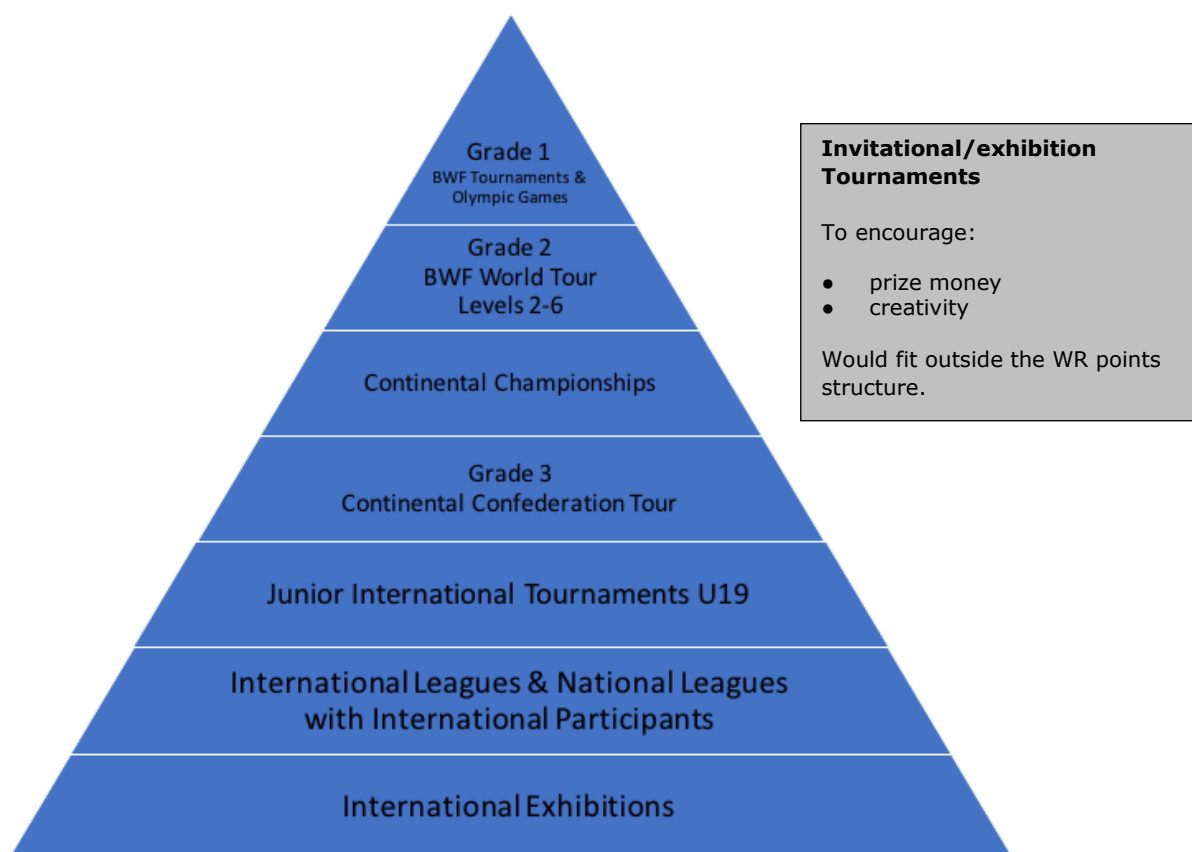 Grade 1
BWF Tournaments &
Olympic Games
Grade 2
BWF World Tour
Levels 2-6
Continental Championships
Grade 3
Continental Confederation Tour
Junior International Tournaments U19
International Leagues & National Leagues
with International Participants
International Exhibitions
Invitational/exhibition
Tournaments
To encourage:
● prize money
● creativity
Would fit outside the WR points
structure.